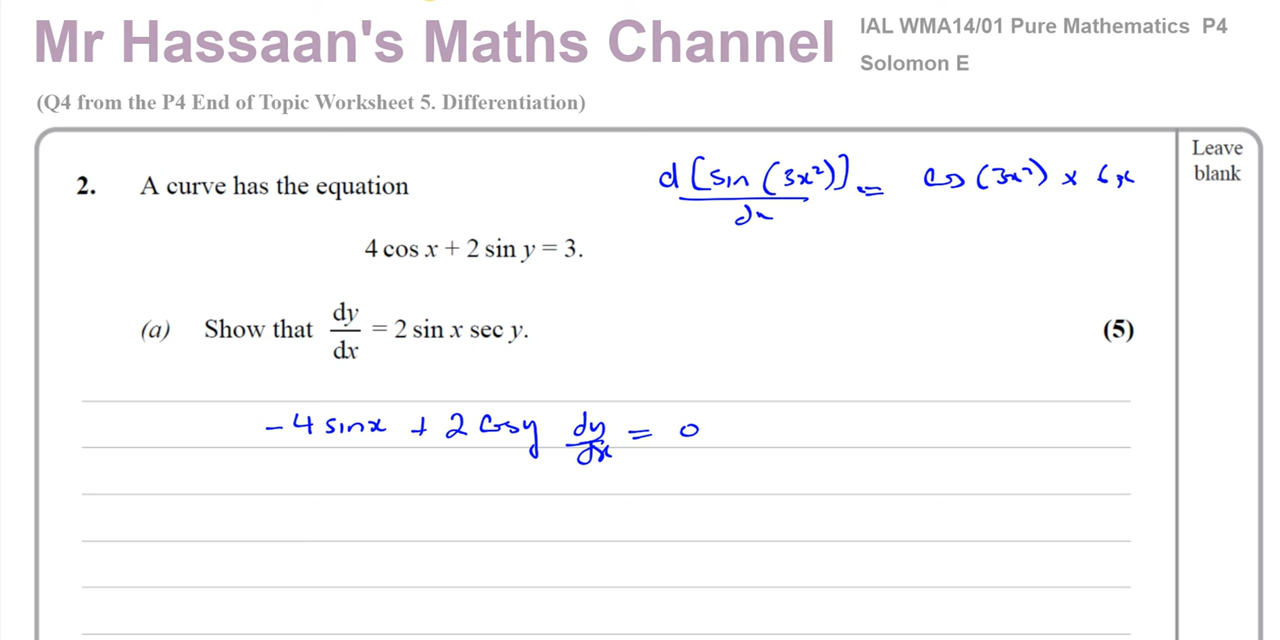 Mr Hassaan's Maths Channel
IAL WMA14/01 Pure Mathematics P4
Solomon E
(Q4 from the P4 End of Topic Worksheet 5. Differentiation)
Leave
blank
2. A curve has the equation
d[sin(3x²)]/dx = cos(3x²) × 6x
4 cos x + 2 sin y = 3.
(a) Show that dy/dx = 2 sin x sec y. (5)
-4 sinx + 2 cosy dy/dx = 0